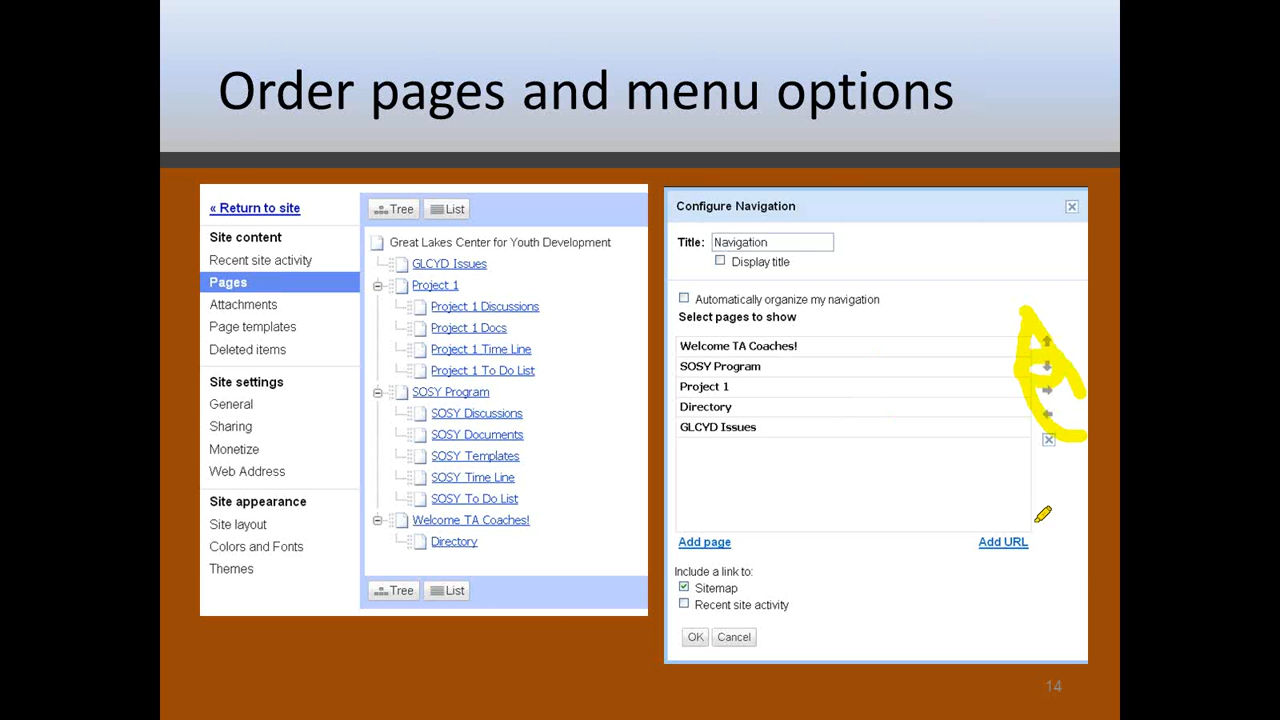 Order pages and menu options
« Return to site
Site content
Recent site activity
Pages
Attachments
Page templates
Deleted items
Site settings
General
Sharing
Monetize
Web Address
Site appearance
Site layout
Colors and Fonts
Themes
Tree List
Great Lakes Center for Youth Development
GLCYD Issues
Project 1
Project 1 Discussions
Project 1 Docs
Project 1 Time Line
Project 1 To Do List
SOSY Program
SOSY Discussions
SOSY Documents
SOSY Templates
SOSY Time Line
SOSY To Do List
Welcome TA Coaches!
Directory
Tree List
Configure Navigation
Title: Navigation
Display title
Automatically organize my navigation
Select pages to show
Welcome TA Coaches!
SOSY Program
Project 1
Directory
GLCYD Issues
Add page Add URL
Include a link to:
Sitemap
Recent site activity
OK Cancel
14